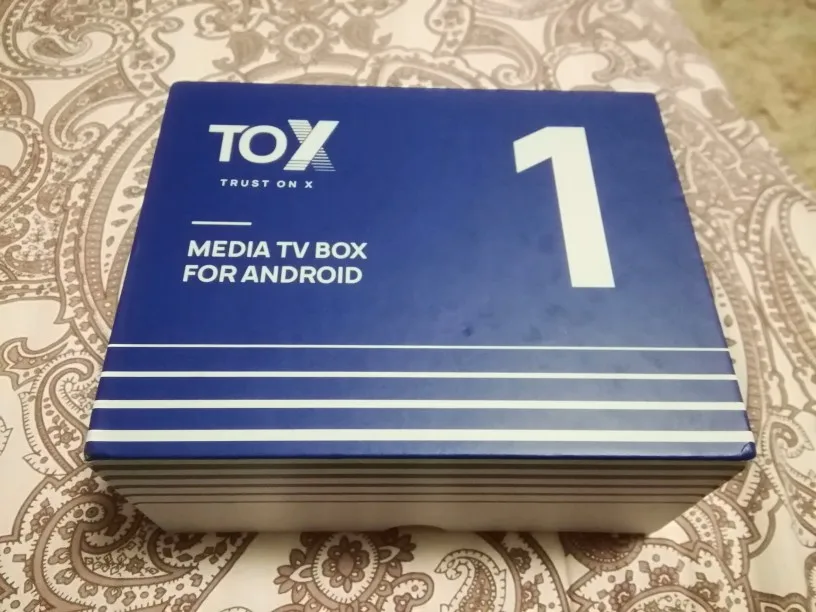 TOX
TRUST ON X
1
MEDIA TV BOX
FOR ANDROID